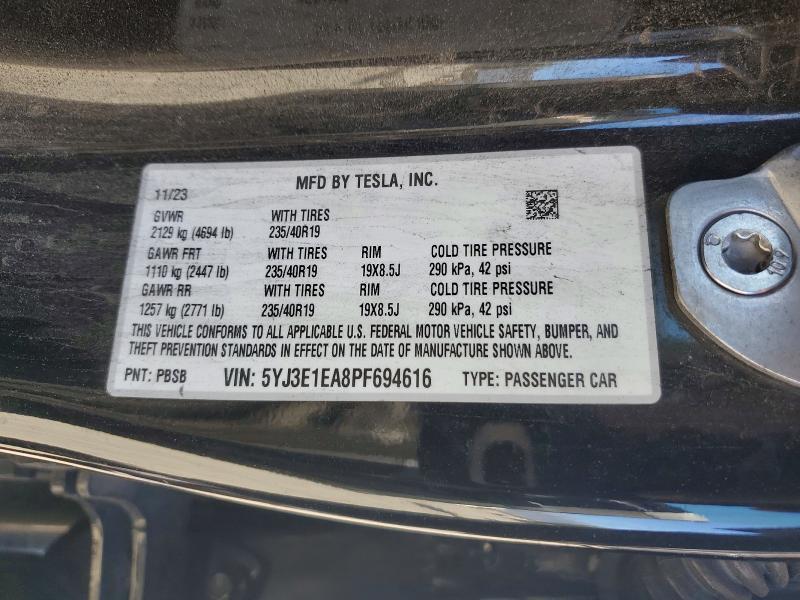 MFD BY TESLA, INC.
11/23
GVWR WITH TIRES
2129 kg (4694 lb) 235/40R19
GAWR FRT WITH TIRES RIM COLD TIRE PRESSURE
1110 kg (2447 lb) 235/40R19 19X8.5J 290 kPa, 42 psi
GAWR RR WITH TIRES RIM COLD TIRE PRESSURE
1257 kg (2771 lb) 235/40R19 19X8.5J 290 kPa, 42 psi
THIS VEHICLE CONFORMS TO ALL APPLICABLE U.S. FEDERAL MOTOR VEHICLE SAFETY, BUMPER, AND
THEFT PREVENTION STANDARDS IN EFFECT ON THE DATE OF MANUFACTURE SHOWN ABOVE.
PNT: PBSB VIN: 5YJ3E1EA8PF694616 TYPE: PASSENGER CAR